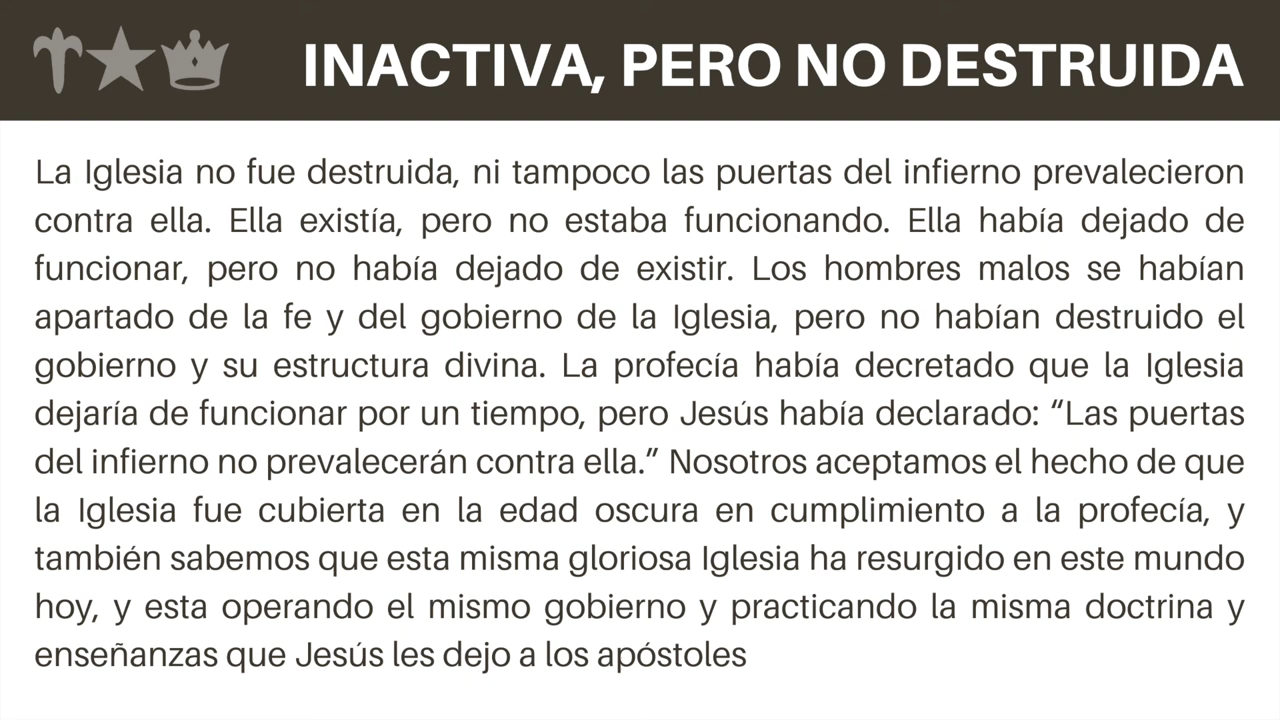 INACTIVA, PERO NO DESTRUIDA
La Iglesia no fue destruida, ni tampoco las puertas del infierno prevalecieron
contra ella. Ella existía, pero no estaba funcionando. Ella había dejado de
funcionar, pero no había dejado de existir. Los hombres malos se habían
apartado de la fe y del gobierno de la Iglesia, pero no habían destruido el
gobierno y su estructura divina. La profecía había decretado que la Iglesia
dejaría de funcionar por un tiempo, pero Jesús había declarado: “Las puertas
del infierno no prevalecerán contra ella.” Nosotros aceptamos el hecho de que
la Iglesia fue cubierta en la edad oscura en cumplimiento a la profecía, y
también sabemos que esta misma gloriosa Iglesia ha resurgido en este mundo
hoy, y esta operando el mismo gobierno y practicando la misma doctrina y
enseñanzas que Jesús les dejo a los apóstoles